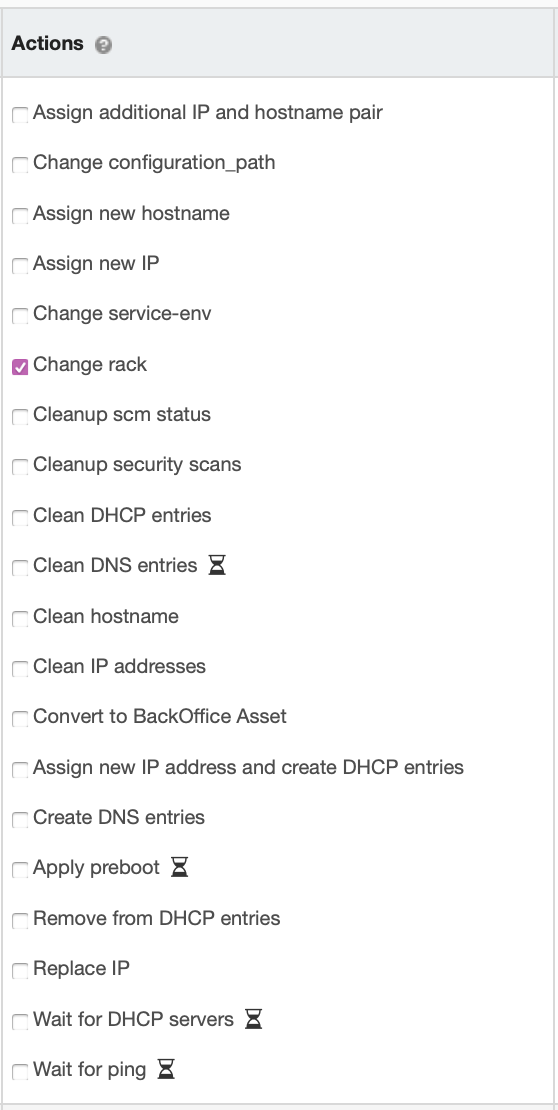 Actions ?
Assign additional IP and hostname pair
Change configuration_path
Assign new hostname
Assign new IP
Change service-env
Change rack
Cleanup scm status
Cleanup security scans
Clean DHCP entries
Clean DNS entries
Clean hostname
Clean IP addresses
Convert to BackOffice Asset
Assign new IP address and create DHCP entries
Create DNS entries
Apply preboot
Remove from DHCP entries
Replace IP
Wait for DHCP servers
Wait for ping